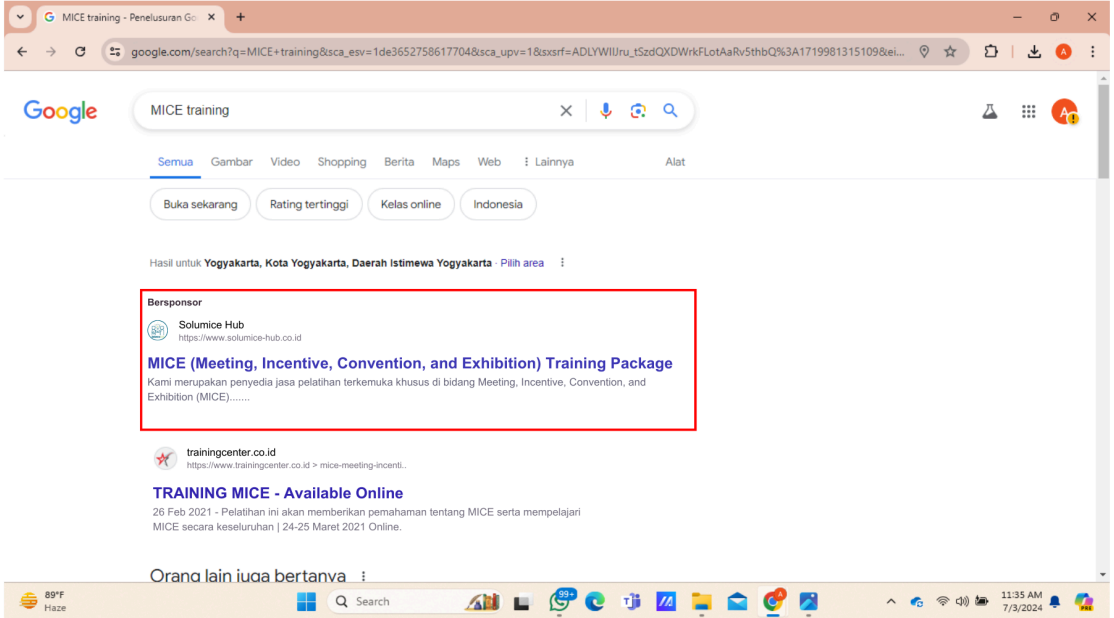 MICE training - Penelusuran Go
google.com/search?q=MICE+training&sca_esv=1de3652758617704&sca_upv=1&sxsrf=ADLYWIIJru_tSzdQXDWrkFLotAaRv5thbQ%3A1719981315109&ei...
A
Google
MICE training
A
Semua Gambar Video Shopping Berita Maps Web Lainnya Alat
Buka sekarang Rating tertinggi Kelas online Indonesia
Hasil untuk Yogyakarta, Kota Yogyakarta, Daerah Istimewa Yogyakarta · Pilih area
Bersponsor
Solumice Hub
https://www.solumice-hub.co.id
MICE (Meeting, Incentive, Convention, and Exhibition) Training Package
Kami merupakan penyedia jasa pelatihan terkemuka khusus di bidang Meeting, Incentive, Convention, and
Exhibition (MICE).......
trainingcenter.co.id
https://www.trainingcenter.co.id > mice-meeting-incenti..
TRAINING MICE - Available Online
26 Feb 2021 - Pelatihan ini akan memberikan pemahaman tentang MICE serta mempelajari
MICE secara keseluruhan | 24-25 Maret 2021 Online.
Orang lain juga bertanya
89°F
Haze
Search
99+
11:35 AM
7/3/2024
PRE